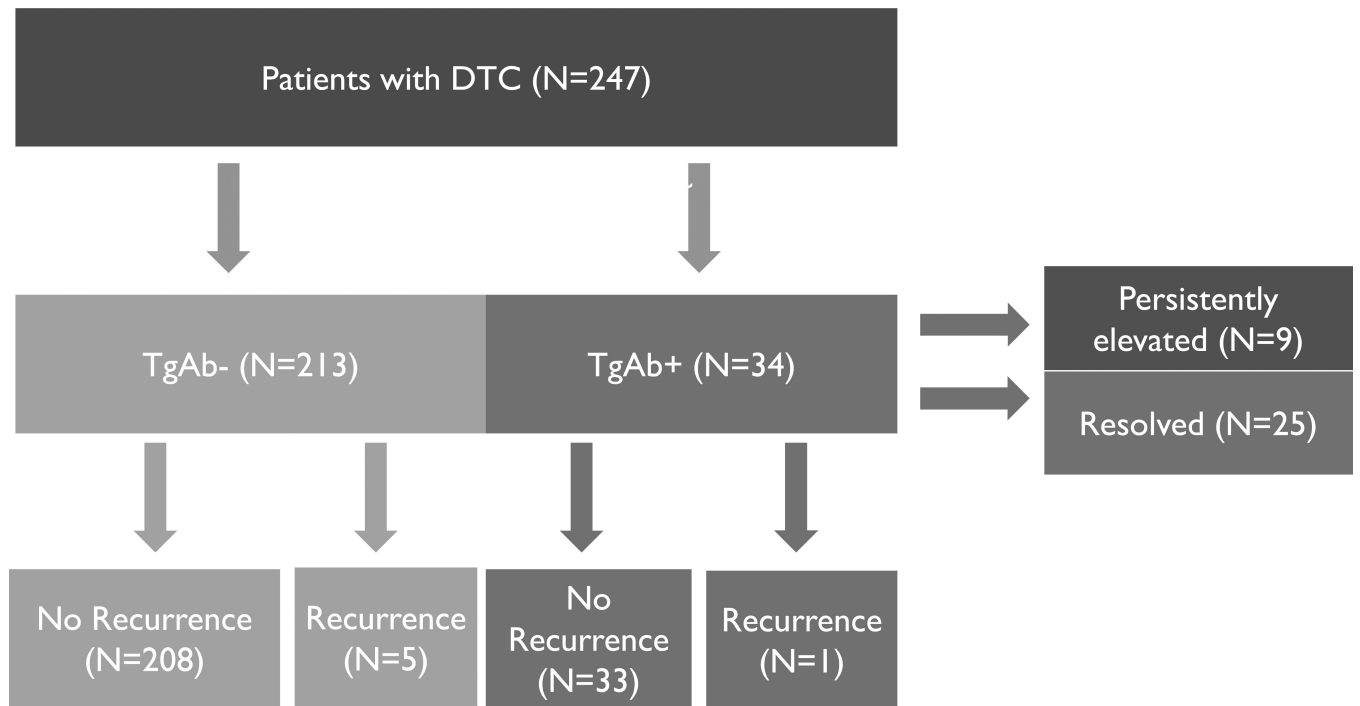 Patients with DTC (N=247)
TgAb- (N=213)
TgAb+ (N=34)
Persistently
elevated (N=9)
Resolved (N=25)
No Recurrence
(N=208)
Recurrence
(N=5)
No
Recurrence
(N=33)
Recurrence
(N=1)